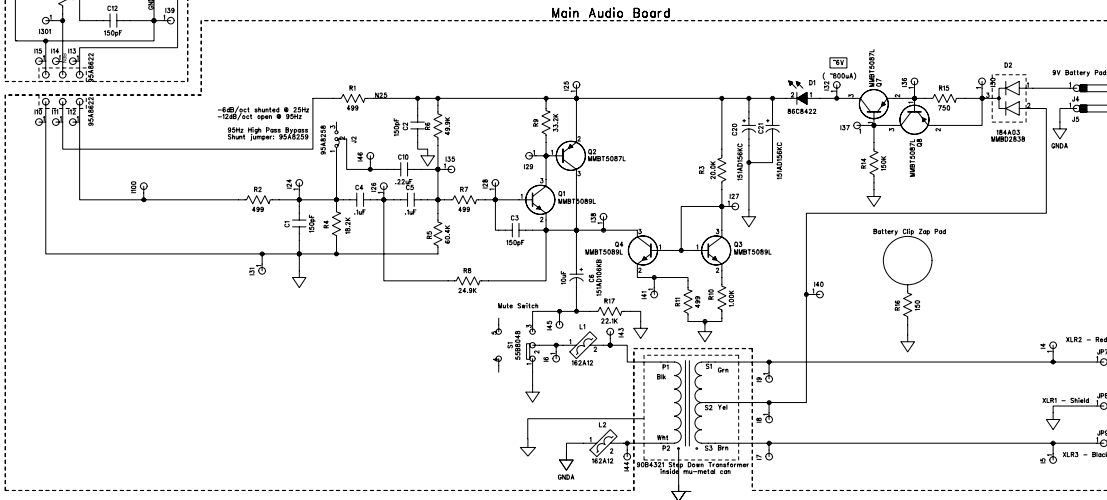 Main Audio Board
C12
150pF
GNDA
I39
I301
I15
I14
I13
95A8622
I10
I11
I12
95A8622
-6dB/oct shunted @ 25Hz
-12dB/oct open @ 95Hz
95Hz High Pass Bypass
Shunt jumper: 95A8259
95A8258
J2
R1
499
N25
C2
150pF
R6
49.9K
I46
C10
.22uF
I35
I100
R2
499
I24
C1
150pF
R4
18.2K
C4
.1uF
I26
C5
.1uF
R5
60.4K
R7
499
I28
C3
150pF
I31
R8
24.9K
R9
33.2K
I25
I29
Q2
MMBT5087L
Q1
MMBT5089L
I38
Q4
MMBT5089L
Q3
MMBT5089L
I27
R3
20.0K
C20
151AD156KC
C21
151AD156KC
D1
86C8422
I32
~6V
( ~800uA)
Q7
MMBT5087L
I36
I37
R14
150K
Q8
MMBT5087L
R15
750
I30
D2
184A03
MMBD2838
9V Battery Pad
J4
J5
GNDA
C6
10uF
151AD106KB
R17
22.1K
I41
R11
499
R10
1.00K
I40
Battery Clip Zap Pad
R16
150
Mute Switch
S1
55B8048
I45
I6
L1
162A12
I43
L2
162A12
I44
GNDA
P1
Blk
Wht
P2
S1
Grn
S2 Yel
S3 Brn
90B4321 Step Down Transformer
inside mu-metal can
I9
I8
I7
I4
I5
XLR2 - Red
JP7
XLR1 - Shield
JP8
XLR3 - Black
JP9